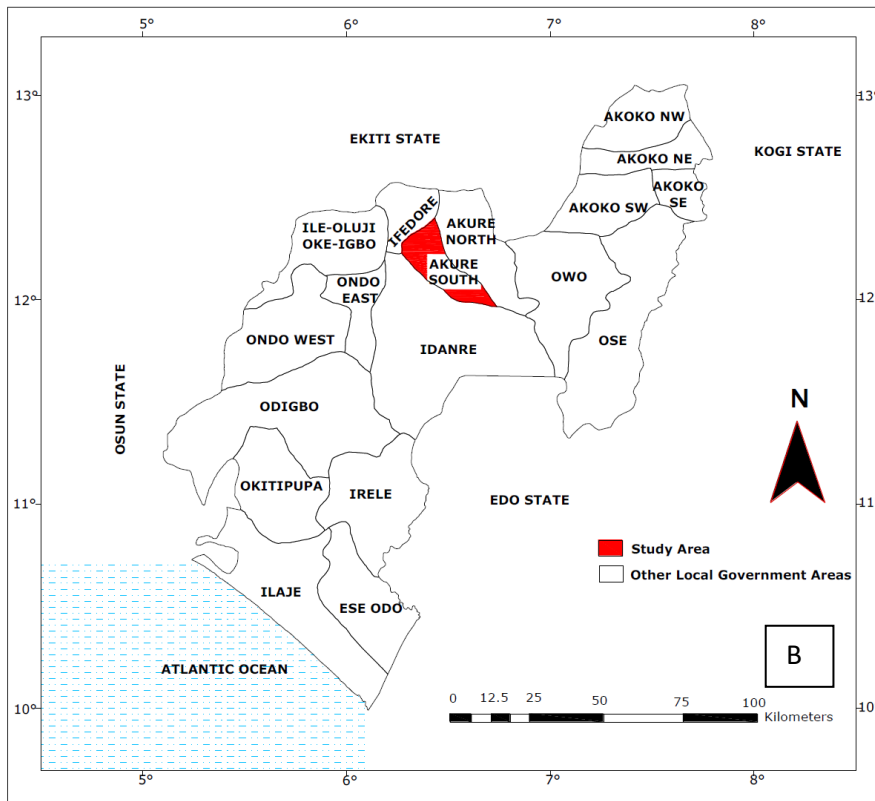 5°
6°
7°
8°
13°
13°
AKOKO NW
EKITI STATE
KOGI STATE
AKOKO NE
AKOKO
SE
AKOKO SW
IFEDORE
ILE-OLUJI
OKE-IGBO
AKURE
NORTH
AKURE
SOUTH
ONDO
EAST
OWO
12°
12°
ONDO WEST
IDANRE
OSE
OSUN STATE
ODIGBO
N
OKITIPUPA
IRELE
EDO STATE
11°
11°
Study Area
Other Local Government Areas
ILAJE
ESE ODO
B
ATLANTIC OCEAN
10°
10°
0 12.5 25 50 75 100
Kilometers
5°
6°
7°
8°